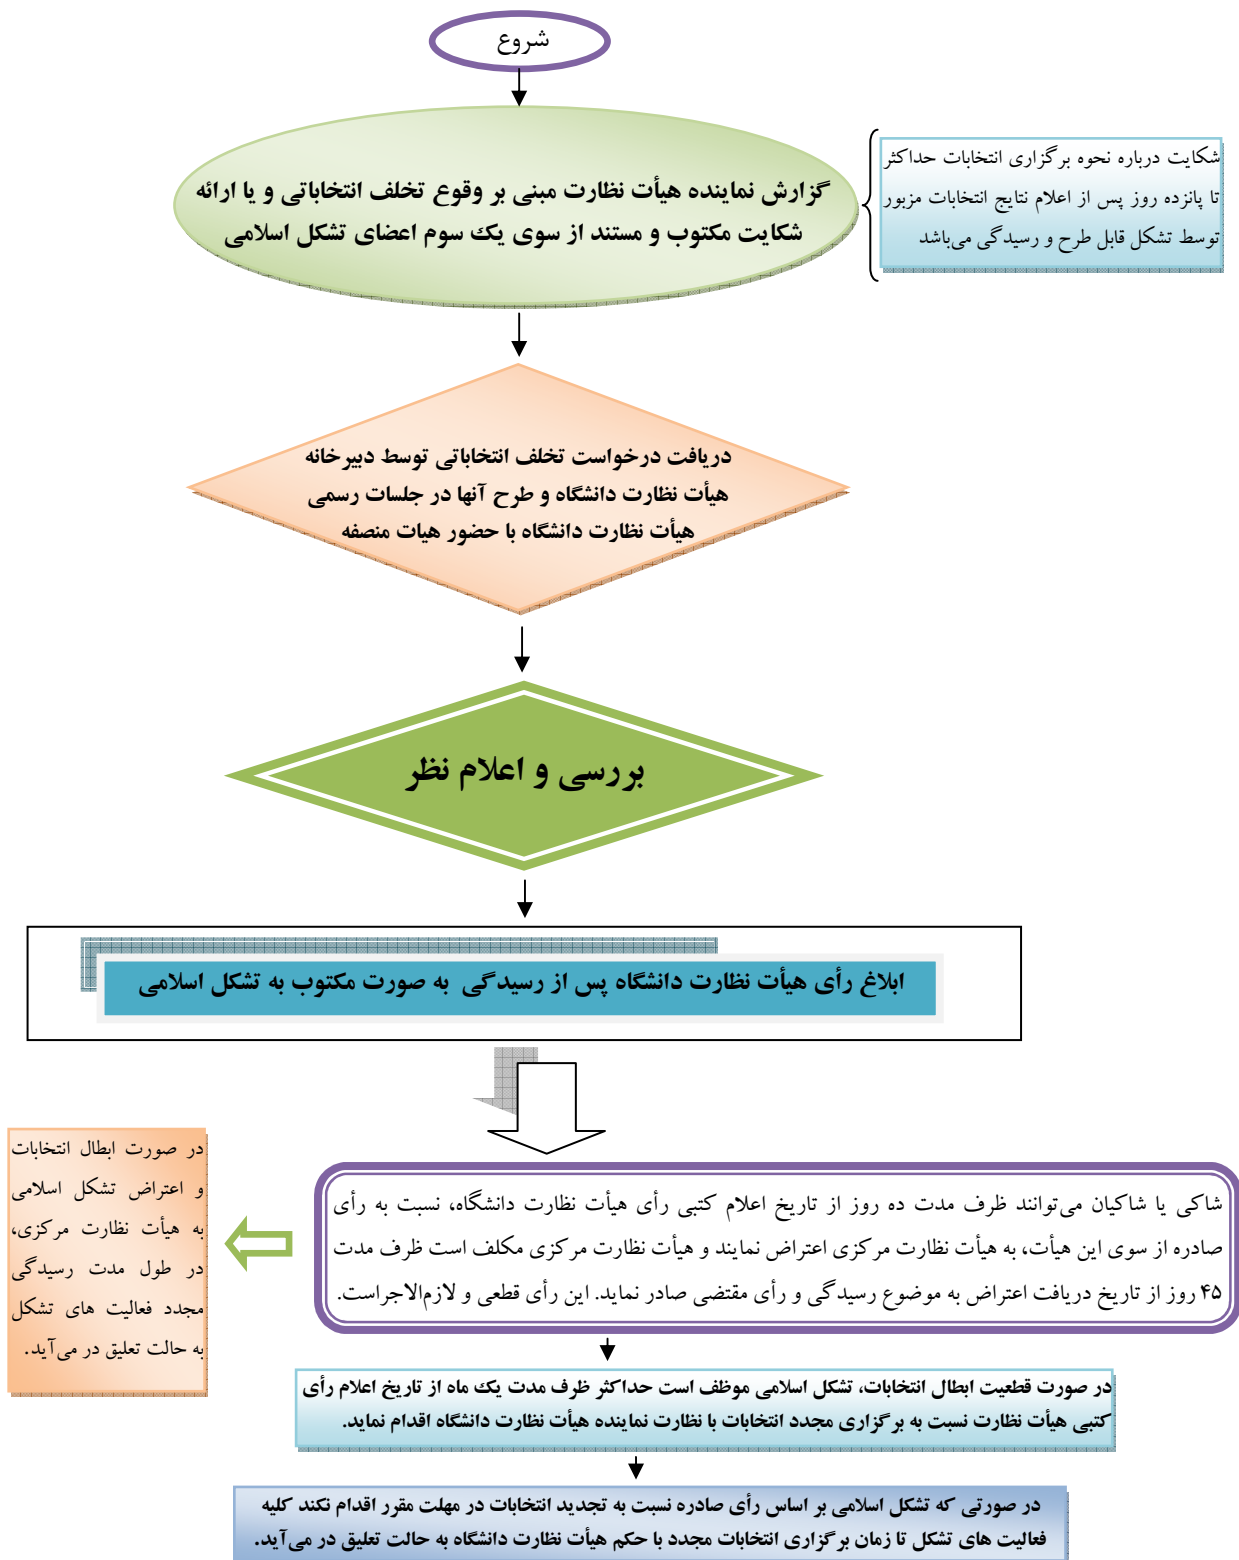 شروع
گزارش نماینده هیأت نظارت مبنی بر وقوع تخلف انتخاباتی و یا ارائه
شکایت مکتوب و مستند از سوی یک سوم اعضای تشکل اسلامی
شکایت درباره نحوه برگزاری انتخابات حداکثر
تا پانزده روز پس از اعلام نتایج انتخابات مزبور
توسط تشکل قابل طرح و رسیدگی می‌باشد
دریافت درخواست تخلف انتخاباتی توسط دبیرخانه
هیأت نظارت دانشگاه و طرح آنها در جلسات رسمی
هیأت نظارت دانشگاه با حضور هیات منصفه
بررسی و اعلام نظر
ابلاغ رأی هیأت نظارت دانشگاه پس از رسیدگی به صورت مکتوب به تشکل اسلامی
شاکی یا شاکیان می‌توانند ظرف مدت ده روز از تاریخ اعلام کتبی رأی هیأت نظارت دانشگاه، نسبت به رأی
صادره از سوی این هیأت، به هیأت نظارت مرکزی اعتراض نمایند و هیأت نظارت مرکزی مکلف است ظرف مدت
۴۵ روز از تاریخ دریافت اعتراض به موضوع رسیدگی و رأی مقتضی صادر نماید. این رأی قطعی و لازم‌الاجراست.
در صورت ابطال انتخابات
و اعتراض تشکل اسلامی
به هیأت نظارت مرکزی،
در طول مدت رسیدگی
مجدد فعالیت های تشکل
به حالت تعلیق در می‌آید.
در صورت قطعیت ابطال انتخابات، تشکل اسلامی موظف است حداکثر ظرف مدت یک ماه از تاریخ اعلام رأی
کتبی هیأت نظارت نسبت به برگزاری مجدد انتخابات با نظارت نماینده هیأت نظارت دانشگاه اقدام نماید.
در صورتی که تشکل اسلامی بر اساس رأی صادره نسبت به تجدید انتخابات در مهلت مقرر اقدام نکند کلیه
فعالیت های تشکل تا زمان برگزاری انتخابات مجدد با حکم هیأت نظارت دانشگاه به حالت تعلیق در می‌آید.